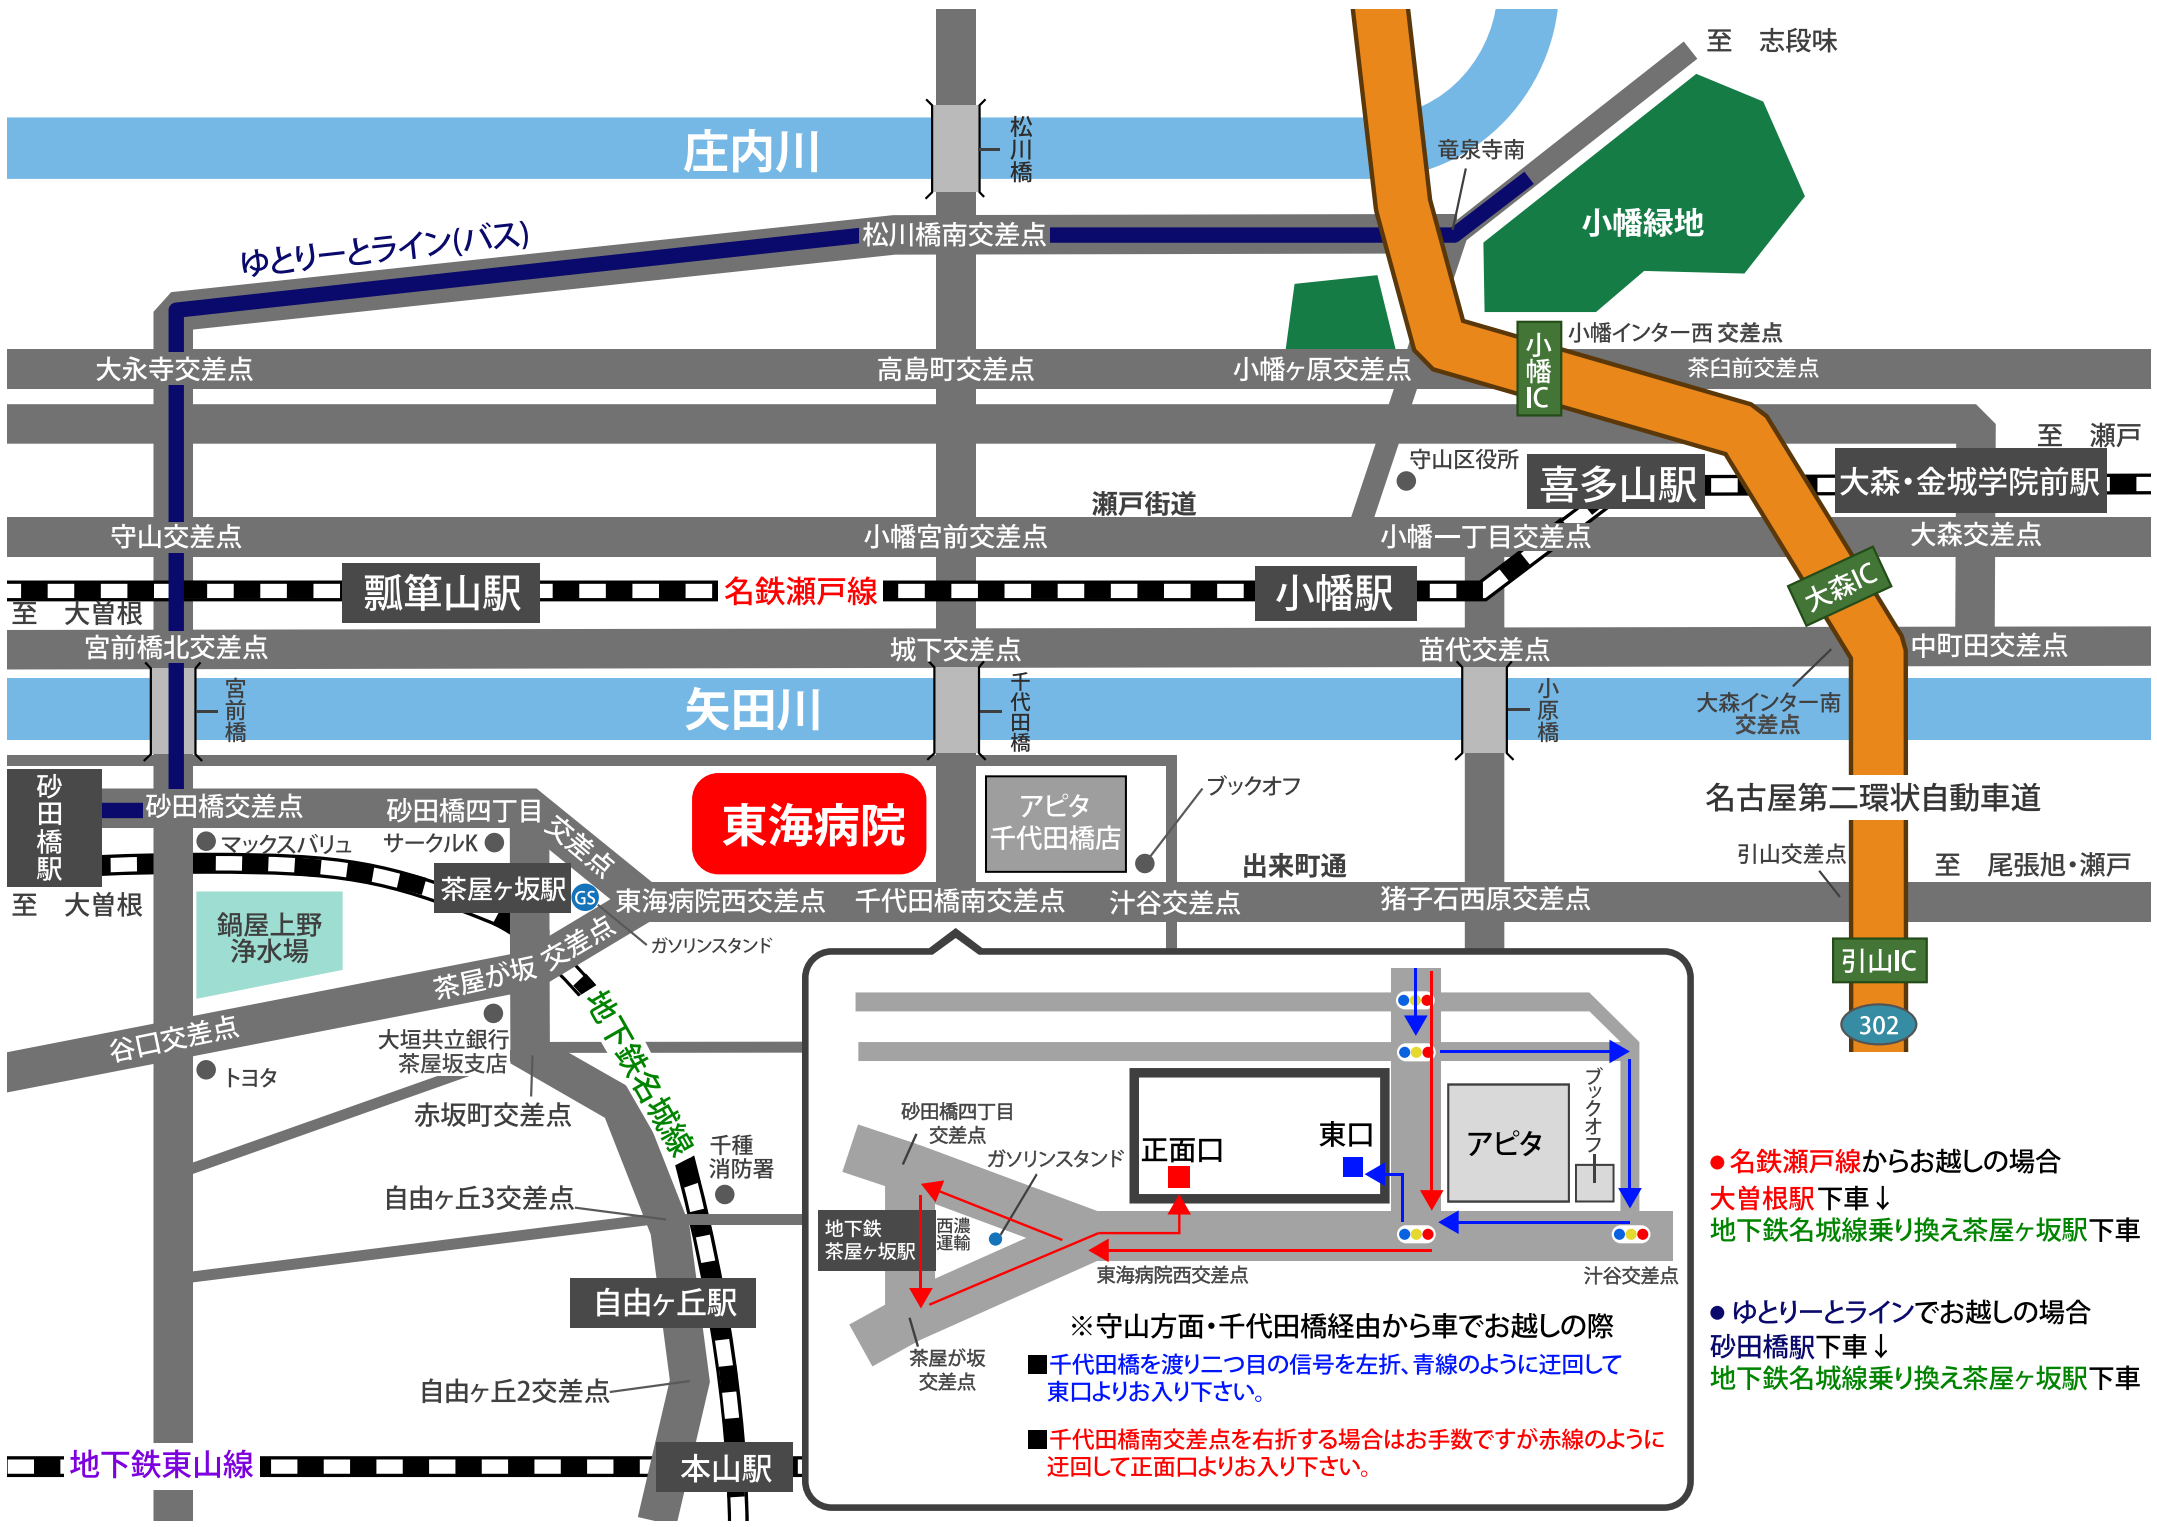 至　志段味
庄内川
松川橋
竜泉寺南
小幡緑地
ゆとりーとライン(バス)
松川橋南交差点
小幡インター西 交差点
小幡IC
大永寺交差点
高島町交差点
小幡ヶ原交差点
茶臼前交差点
至　瀬戸
守山区役所
喜多山駅
大森・金城学院前駅
瀬戸街道
守山交差点
小幡宮前交差点
小幡一丁目交差点
大森交差点
瓢箪山駅
名鉄瀬戸線
小幡駅
大森IC
至　大曽根
宮前橋北交差点
城下交差点
苗代交差点
中町田交差点
宮前橋
矢田川
千代田橋
小原橋
大森インター南
交差点
砂田橋駅
砂田橋交差点
砂田橋四丁目
交差点
東海病院
アピタ
千代田橋店
ブックオフ
名古屋第二環状自動車道
マックスバリュ
サークルK
出来町通
引山交差点
至　尾張旭・瀬戸
至　大曽根
茶屋ヶ坂駅
GS
東海病院西交差点
千代田橋南交差点
汁谷交差点
猪子石西原交差点
鍋屋上野
浄水場
ガソリンスタンド
茶屋が坂 交差点
引山IC
302
谷口交差点
大垣共立銀行
茶屋坂支店
トヨタ
赤坂町交差点
地下鉄名城線
千種
消防署
自由ヶ丘3交差点
自由ヶ丘駅
自由ヶ丘2交差点
地下鉄東山線
本山駅
砂田橋四丁目
交差点
ガソリンスタンド
正面口
東口
アピタ
ブックオフ
地下鉄
茶屋ヶ坂駅
西濃
運輸
東海病院西交差点
汁谷交差点
茶屋が坂
交差点
※守山方面・千代田橋経由から車でお越しの際
■千代田橋を渡り二つ目の信号を左折、青線のように迂回して
東口よりお入り下さい。
■千代田橋南交差点を右折する場合はお手数ですが赤線のように
迂回して正面口よりお入り下さい。
●名鉄瀬戸線からお越しの場合
大曽根駅下車↓
地下鉄名城線乗り換え茶屋ヶ坂駅下車
●ゆとりーとラインでお越しの場合
砂田橋駅下車↓
地下鉄名城線乗り換え茶屋ヶ坂駅下車